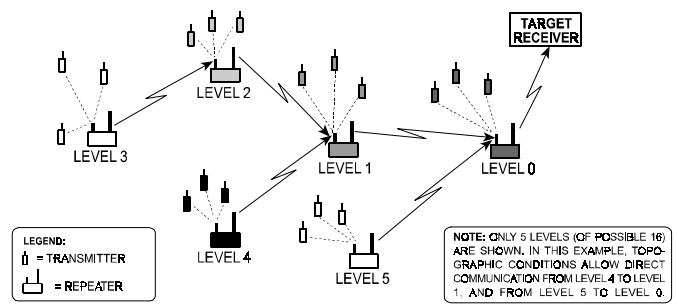 TARGET
RECEIVER
LEVEL 2
LEVEL 3
LEVEL 1
LEVEL 0
LEVEL 4
LEVEL 5
LEGEND:
= TRANSMITTER
= REPEATER
NOTE: ONLY 5 LEVELS (OF POSSIBLE 16)
ARE SHOWN. IN THIS EXAMPLE, TOPO-
GRAPHIC CONDITIONS ALLOW DIRECT
COMMUNICATION FROM LEVEL 4 TO LEVEL
1, AND FROM LEVEL 5 TO LEVEL 0.